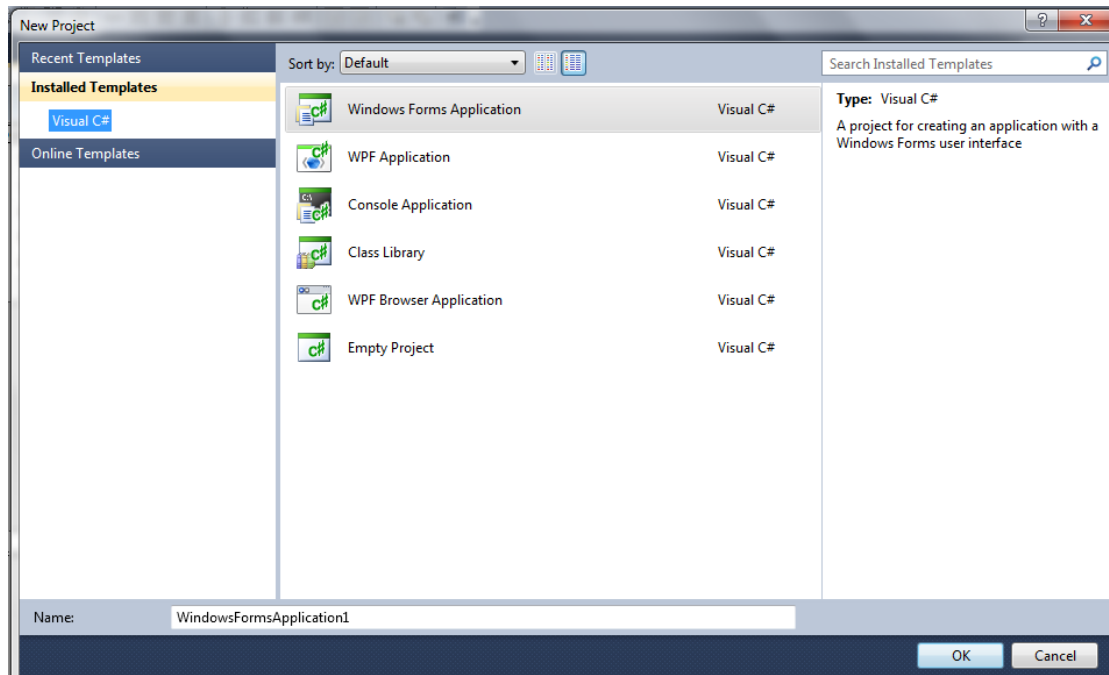 New Project
Recent Templates
Installed Templates
Visual C#
Online Templates
Sort by: Default
Search Installed Templates
Windows Forms Application Visual C#
WPF Application Visual C#
Console Application Visual C#
Class Library Visual C#
WPF Browser Application Visual C#
Empty Project Visual C#
Type: Visual C#
A project for creating an application with a
Windows Forms user interface
Name: WindowsFormsApplication1
OK Cancel